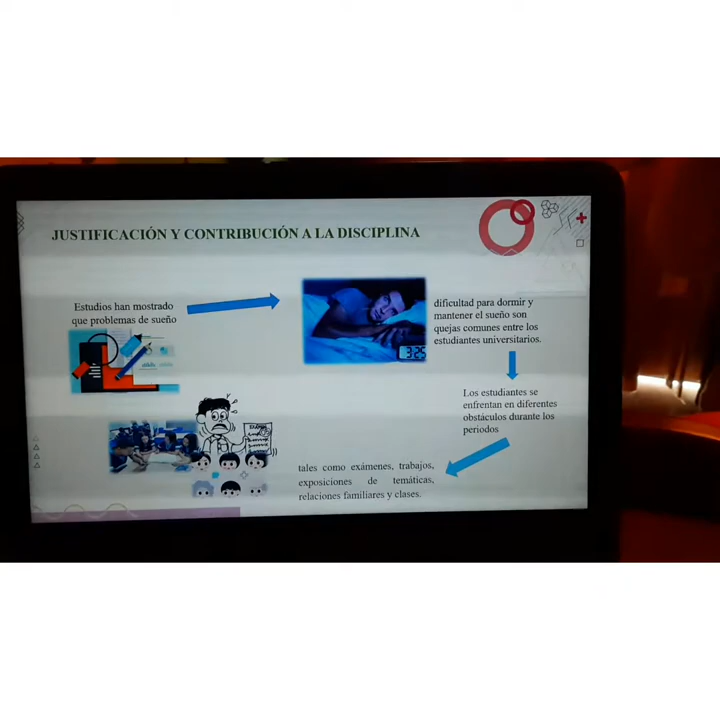 JUSTIFICACIÓN Y CONTRIBUCIÓN A LA DISCIPLINA
Estudios han mostrado
que problemas de sueño
dificultad para dormir y
mantener el sueño son
quejas comunes entre los
estudiantes universitarios.
3:25
Los estudiantes se
enfrentan en diferentes
obstáculos durante los
periodos
tales como exámenes, trabajos,
exposiciones de temáticas,
relaciones familiares y clases.